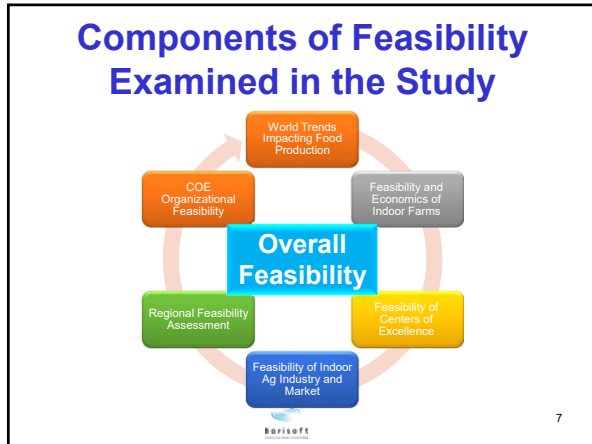 Components of Feasibility
Examined in the Study
World Trends
Impacting Food
Production
Feasibility and
Economics of
Indoor Farms
Feasibility of
Centers of
Excellence
Feasibility of Indoor
Ag Industry and
Market
Regional Feasibility
Assessment
COE
Organizational
Feasibility
Overall
Feasibility
Barisoft
7